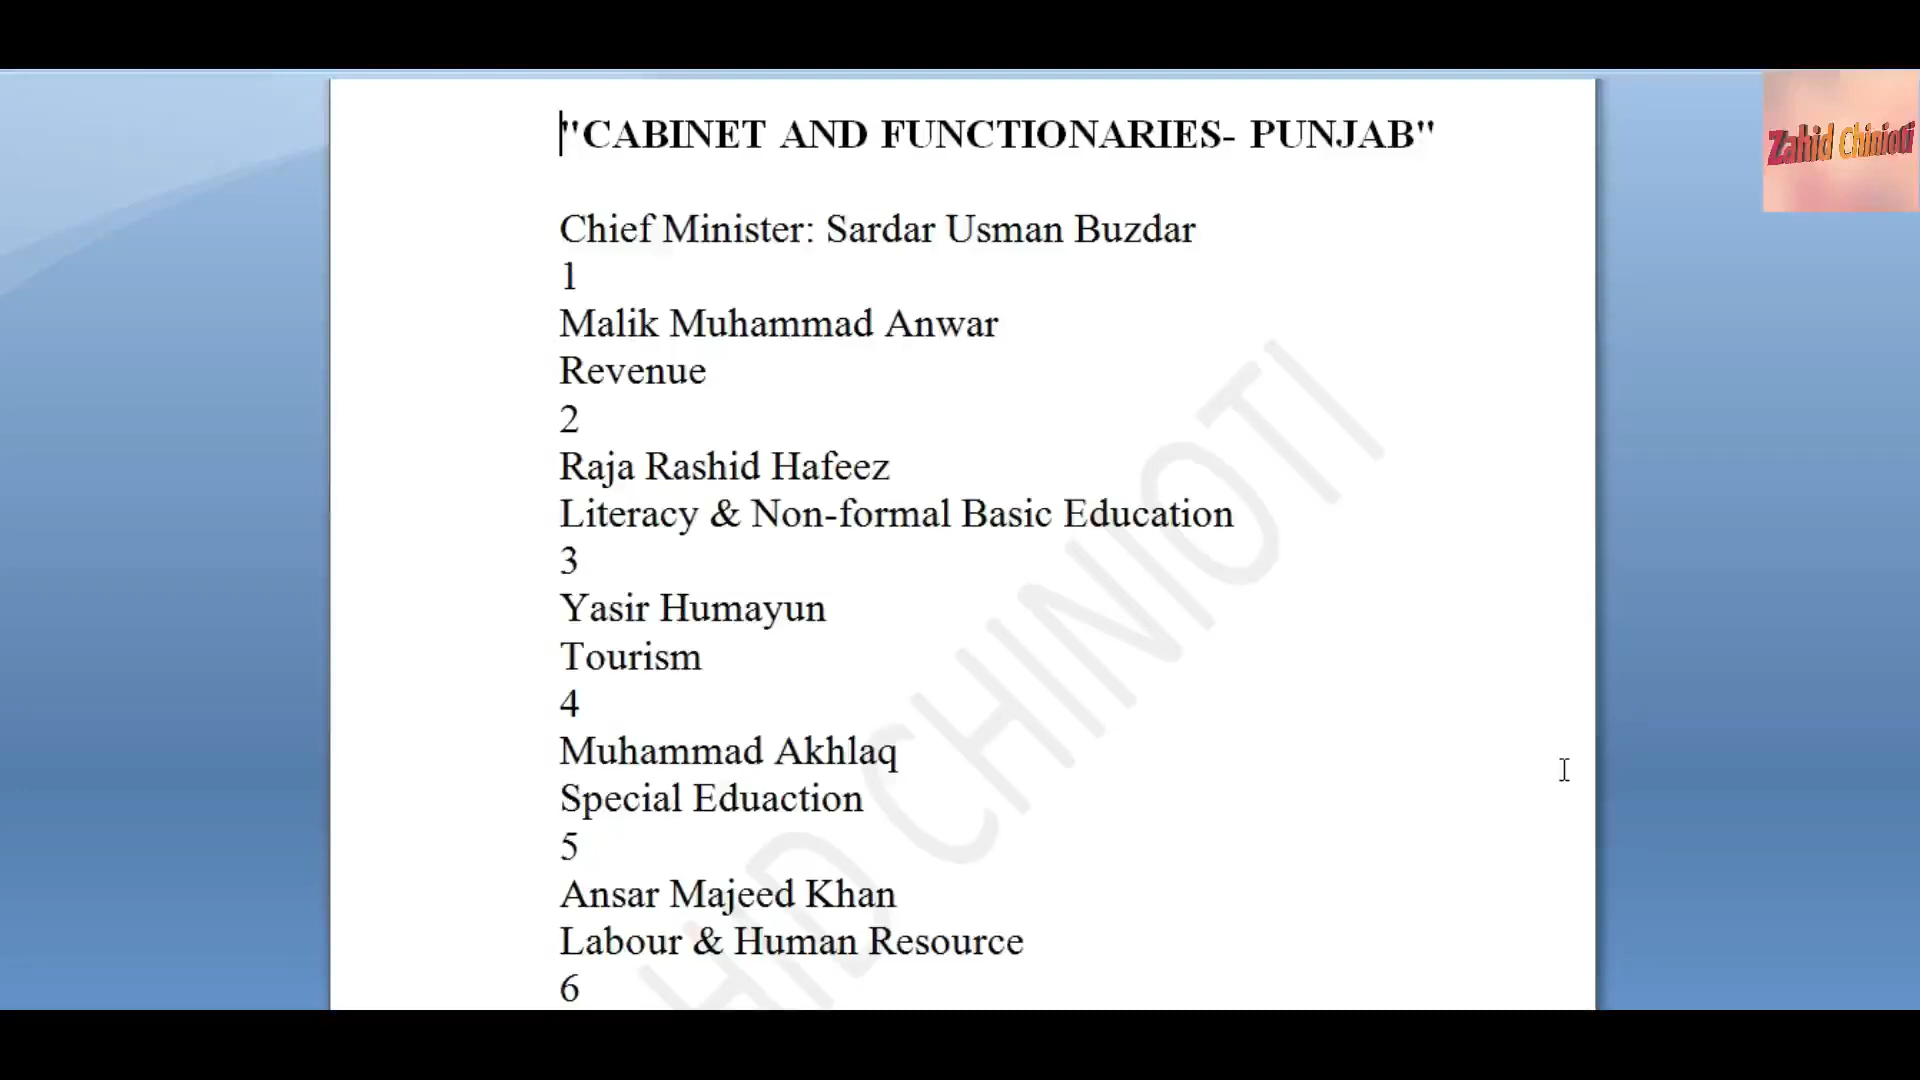 "CABINET AND FUNCTIONARIES- PUNJAB"
Zahid Chinioti
Chief Minister: Sardar Usman Buzdar
1
Malik Muhammad Anwar
Revenue
2
Raja Rashid Hafeez
Literacy & Non-formal Basic Education
3
Yasir Humayun
Tourism
4
Muhammad Akhlaq
Special Eduaction
5
Ansar Majeed Khan
Labour & Human Resource
6
HID CHINIOTI